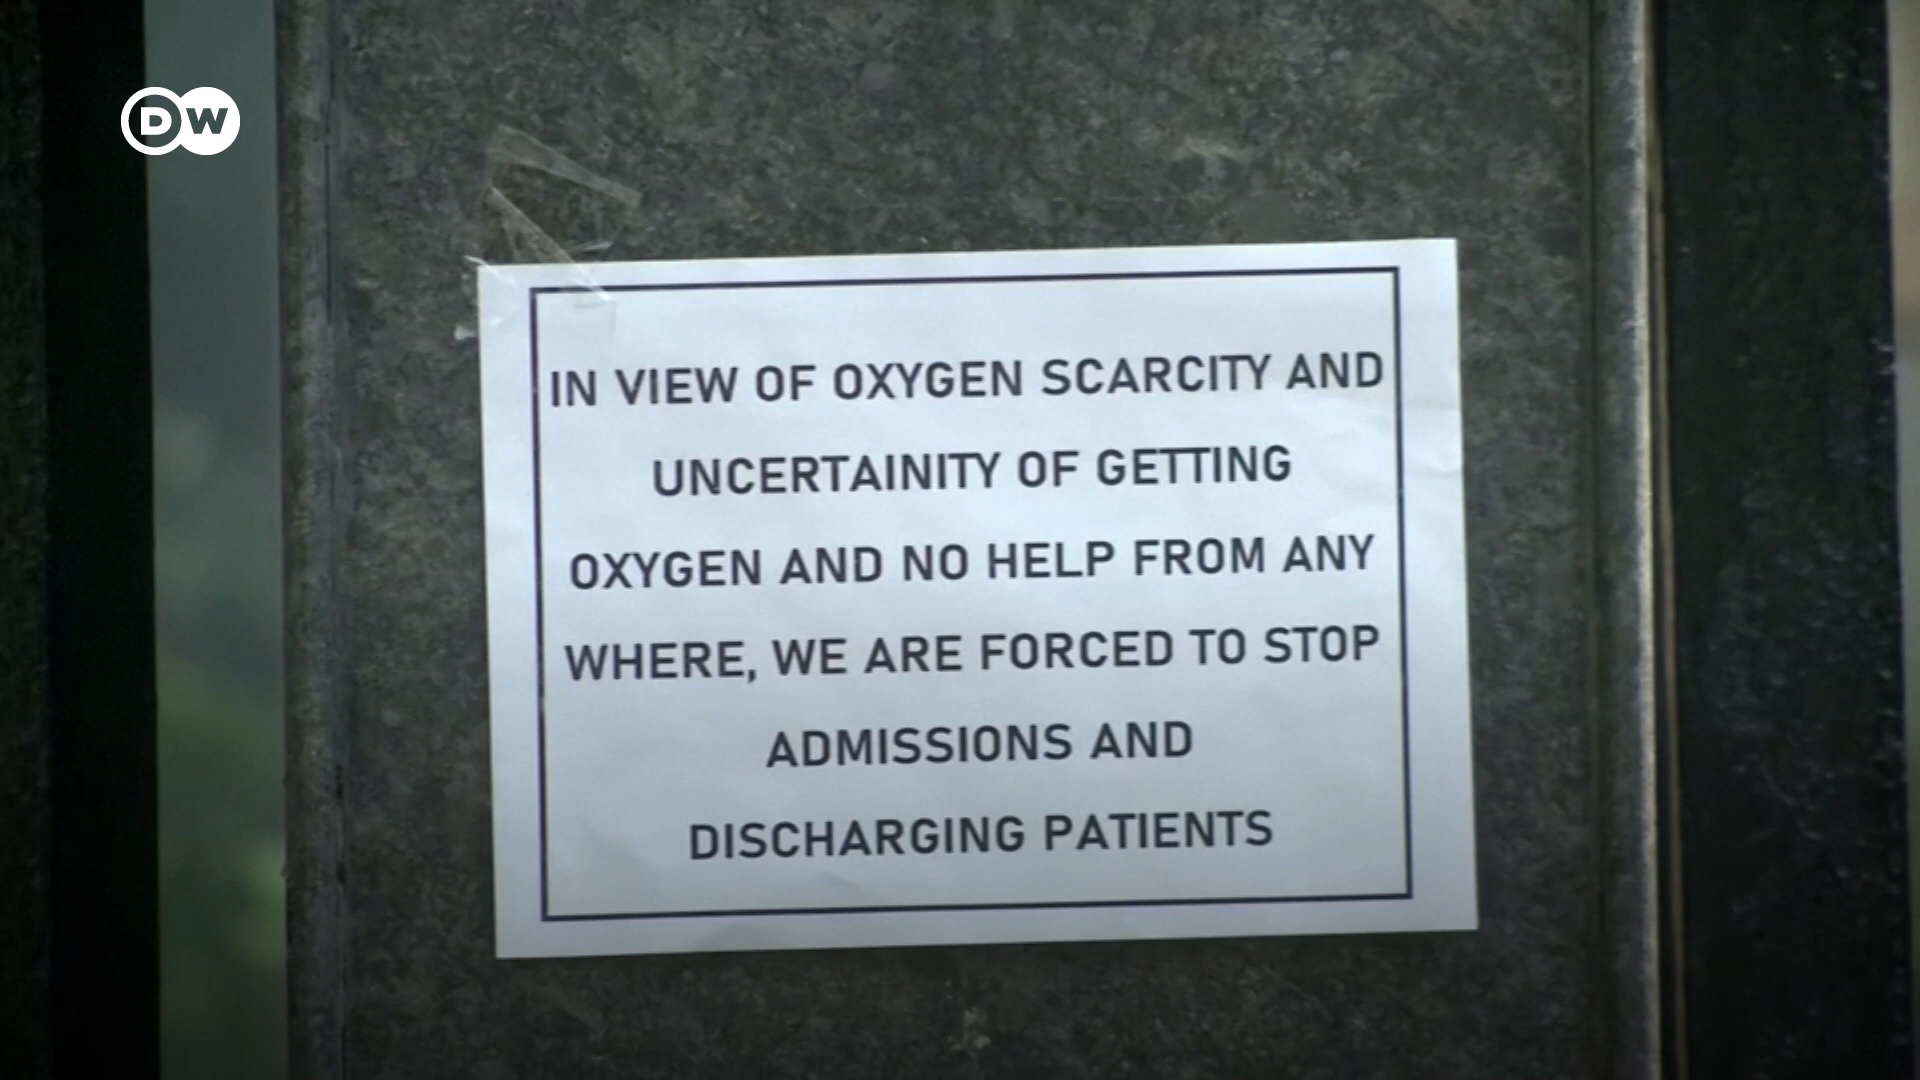 DW
IN VIEW OF OXYGEN SCARCITY AND
UNCERTAINITY OF GETTING
OXYGEN AND NO HELP FROM ANY
WHERE, WE ARE FORCED TO STOP
ADMISSIONS AND
DISCHARGING PATIENTS